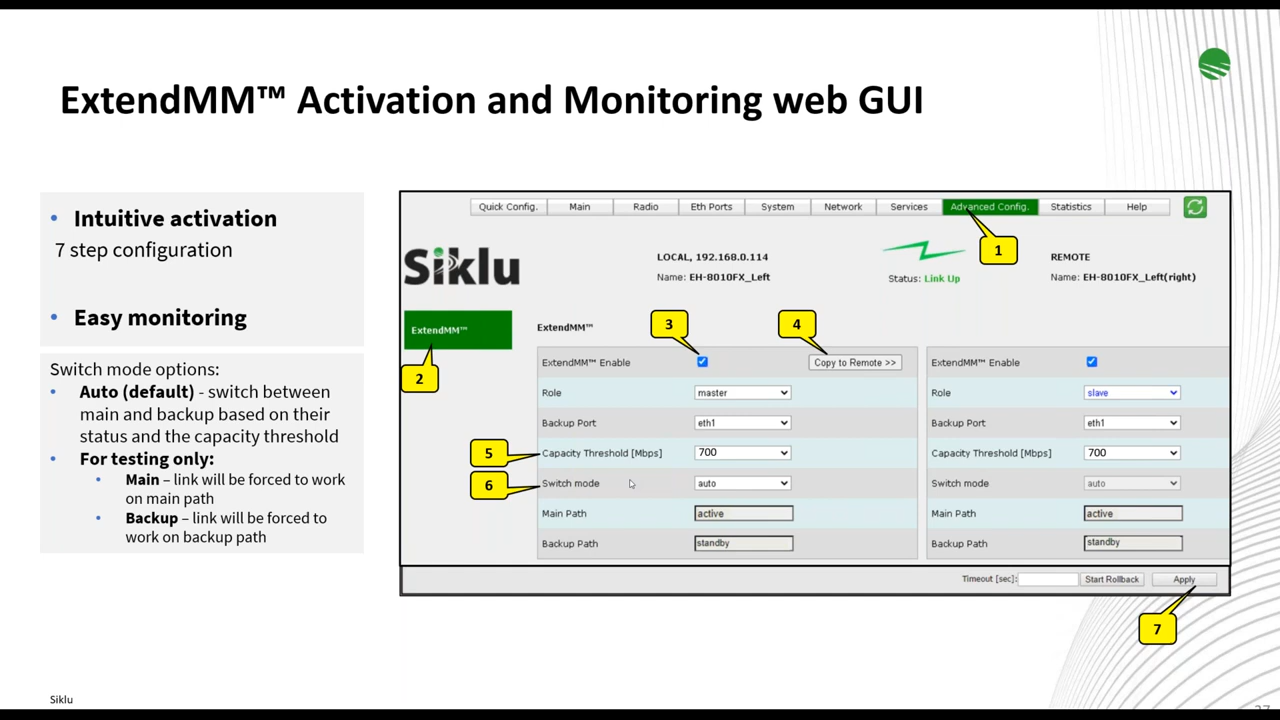 ExtendMM™ Activation and Monitoring web GUI
• Intuitive activation
7 step configuration
• Easy monitoring
Switch mode options:
• Auto (default) - switch between
main and backup based on their
status and the capacity threshold
• For testing only:
• Main – link will be forced to work
on main path
• Backup – link will be forced to
work on backup path
Quick Config. Main Radio Eth Ports System Network Services Advanced Config. Statistics Help
1
Siklu
LOCAL, 192.168.0.114
Name: EH-8010FX_Left
Status: Link Up
REMOTE
Name: EH-8010FX_Left(right)
ExtendMM™
2
ExtendMM™
3
4
ExtendMM™ Enable Copy to Remote >> ExtendMM™ Enable
Role master Role slave
Backup Port eth1 Backup Port eth1
5 Capacity Threshold [Mbps] 700 Capacity Threshold [Mbps] 700
6 Switch mode auto Switch mode auto
Main Path active Main Path active
Backup Path standby Backup Path standby
Timeout [sec]: Start Rollback Apply
7
Siklu